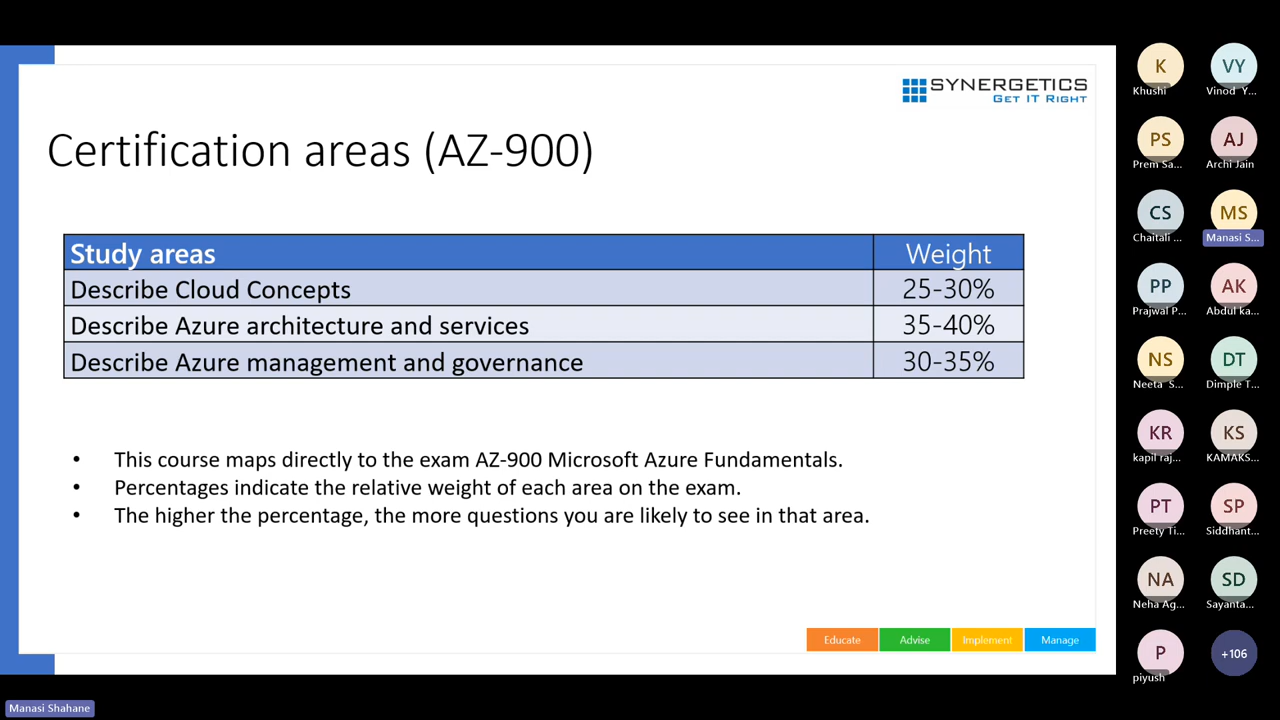 SYNERGETICS
GET IT RIGHT
Certification areas (AZ-900)
Study areas Weight
Describe Cloud Concepts 25-30%
Describe Azure architecture and services 35-40%
Describe Azure management and governance 30-35%
• This course maps directly to the exam AZ-900 Microsoft Azure Fundamentals.
• Percentages indicate the relative weight of each area on the exam.
• The higher the percentage, the more questions you are likely to see in that area.
Educate Advise Implement Manage
K VY
Khushi Vinod Y...
PS AJ
Prem Sa... Archi Jain
CS MS
Chaitali ... Manasi S...
PP AK
Prajwal P... Abdul ka...
NS DT
Neeta S... Dimple T...
KR KS
kapil raj... KAMAKS...
PT SP
Preety Ti... Siddhant...
NA SD
Neha Ag... Sayanta...
P +106
piyush
Manasi Shahane